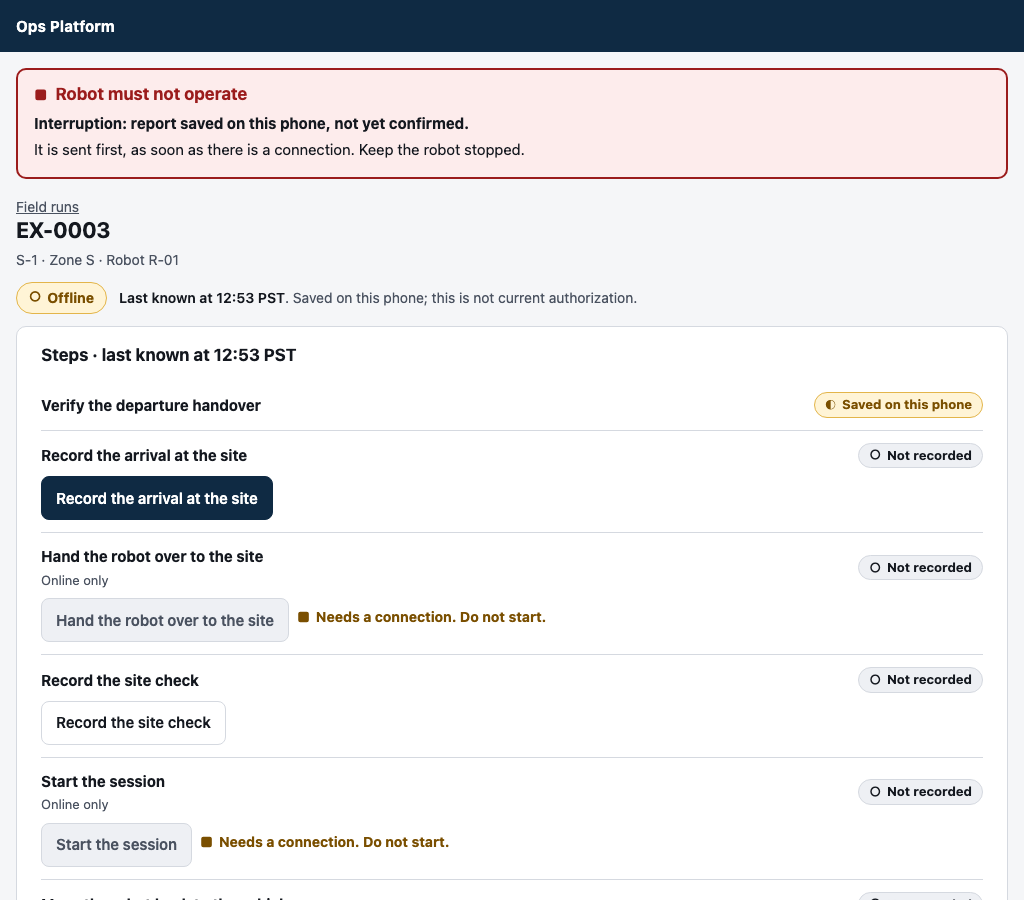 Ops Platform
Robot must not operate
Interruption: report saved on this phone, not yet confirmed.
It is sent first, as soon as there is a connection. Keep the robot stopped.
Field runs
EX-0003
S-1 · Zone S · Robot R-01
Offline
Last known at 12:53 PST. Saved on this phone; this is not current authorization.
Steps · last known at 12:53 PST
Verify the departure handover
Saved on this phone
Record the arrival at the site
Not recorded
Record the arrival at the site
Hand the robot over to the site
Online only
Not recorded
Hand the robot over to the site
Needs a connection. Do not start.
Record the site check
Not recorded
Record the site check
Start the session
Online only
Not recorded
Start the session
Needs a connection. Do not start.